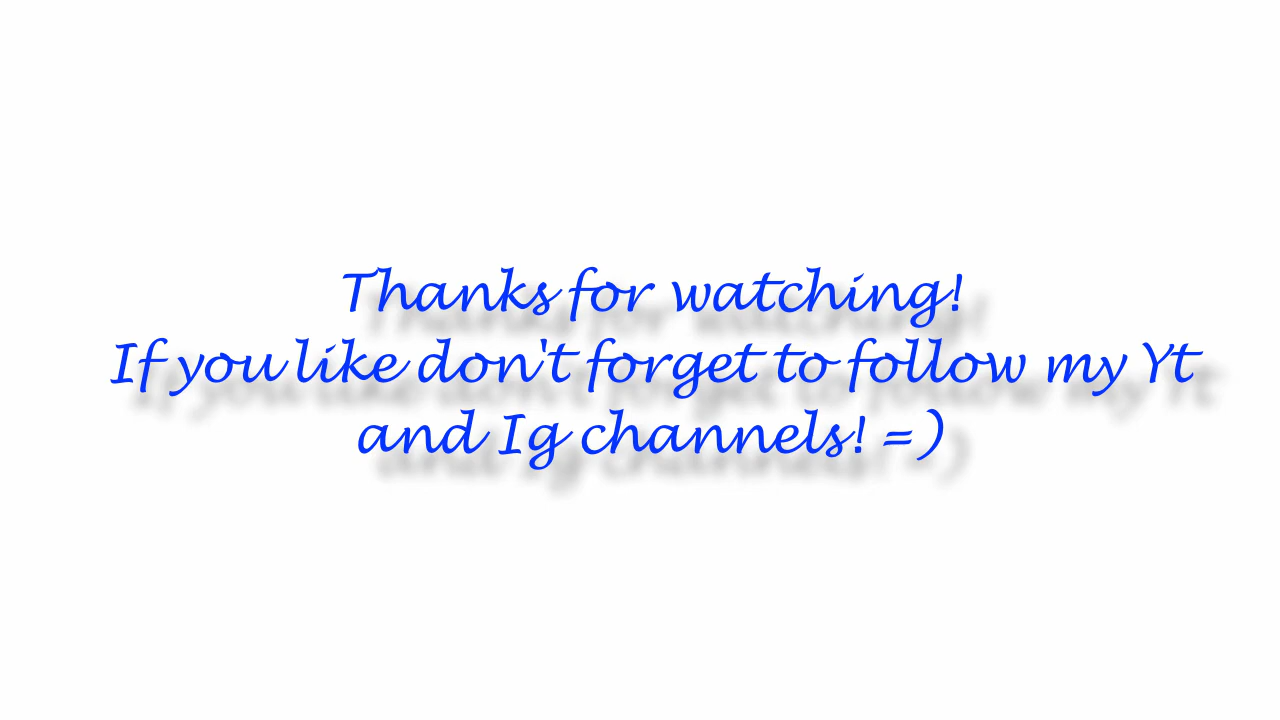 Thanks for watching!
If you like don't forget to follow my Yt
and Ig channels! =)